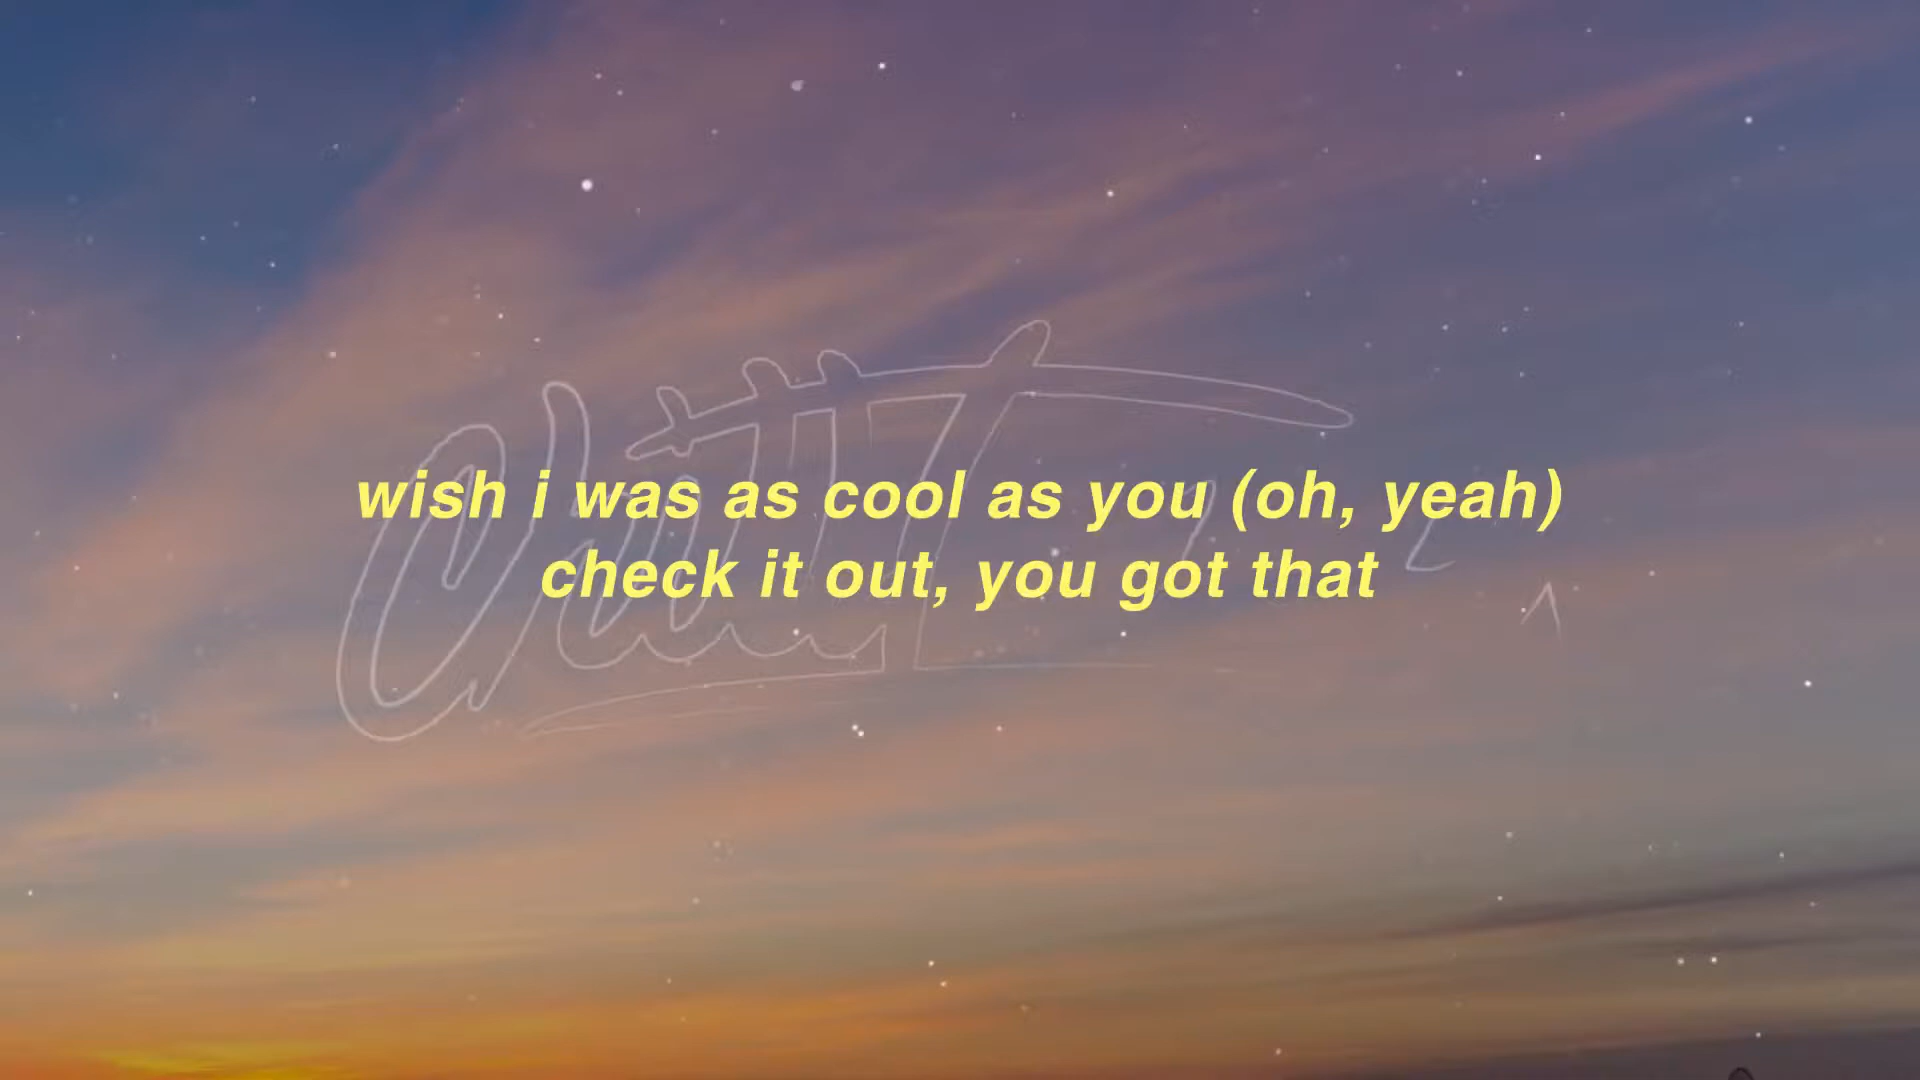 wish i was as cool as you (oh, yeah)
check it out, you got that